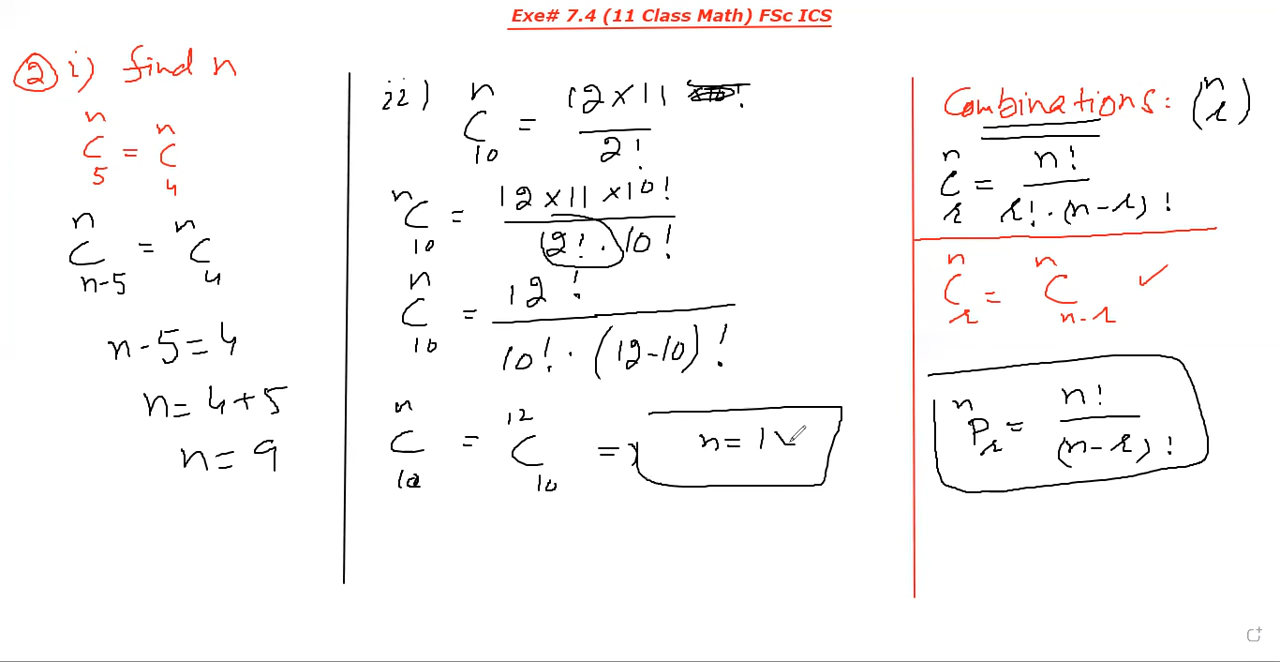 Exe# 7.4 (11 Class Math) FSc ICS
② i) find n
ⁿC₅ = ⁿC₄
ⁿCₙ₋₅ = ⁿC₄
n-5=4
n=4+5
n=9
ii) ⁿC₁₀ = 12×11 / 2!
ⁿC₁₀ = 12×11×10! / 2!·10!
ⁿC₁₀ = 12! / 10!·(12-10)!
ⁿC₁₀ = ¹²C₁₀ =>
Combinations: (n r)
ⁿCᵣ = n! / r!·(n-r)!
ⁿCᵣ = ⁿCₙ₋ᵣ ✓
ⁿPᵣ = n! / (n-r)!